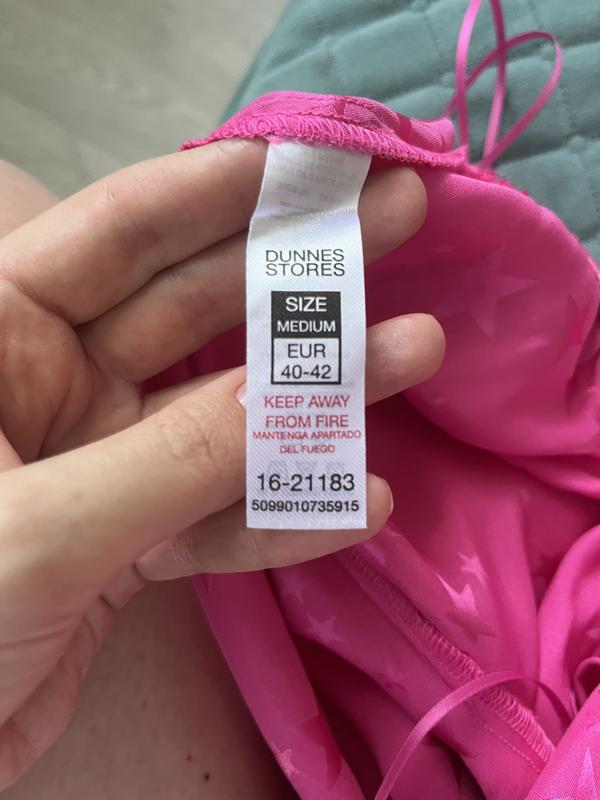 DUNNES
STORES
SIZE
MEDIUM
EUR
40-42
KEEP AWAY
FROM FIRE
MANTENGA APARTADO
DEL FUEGO
16-21183
5099010735915